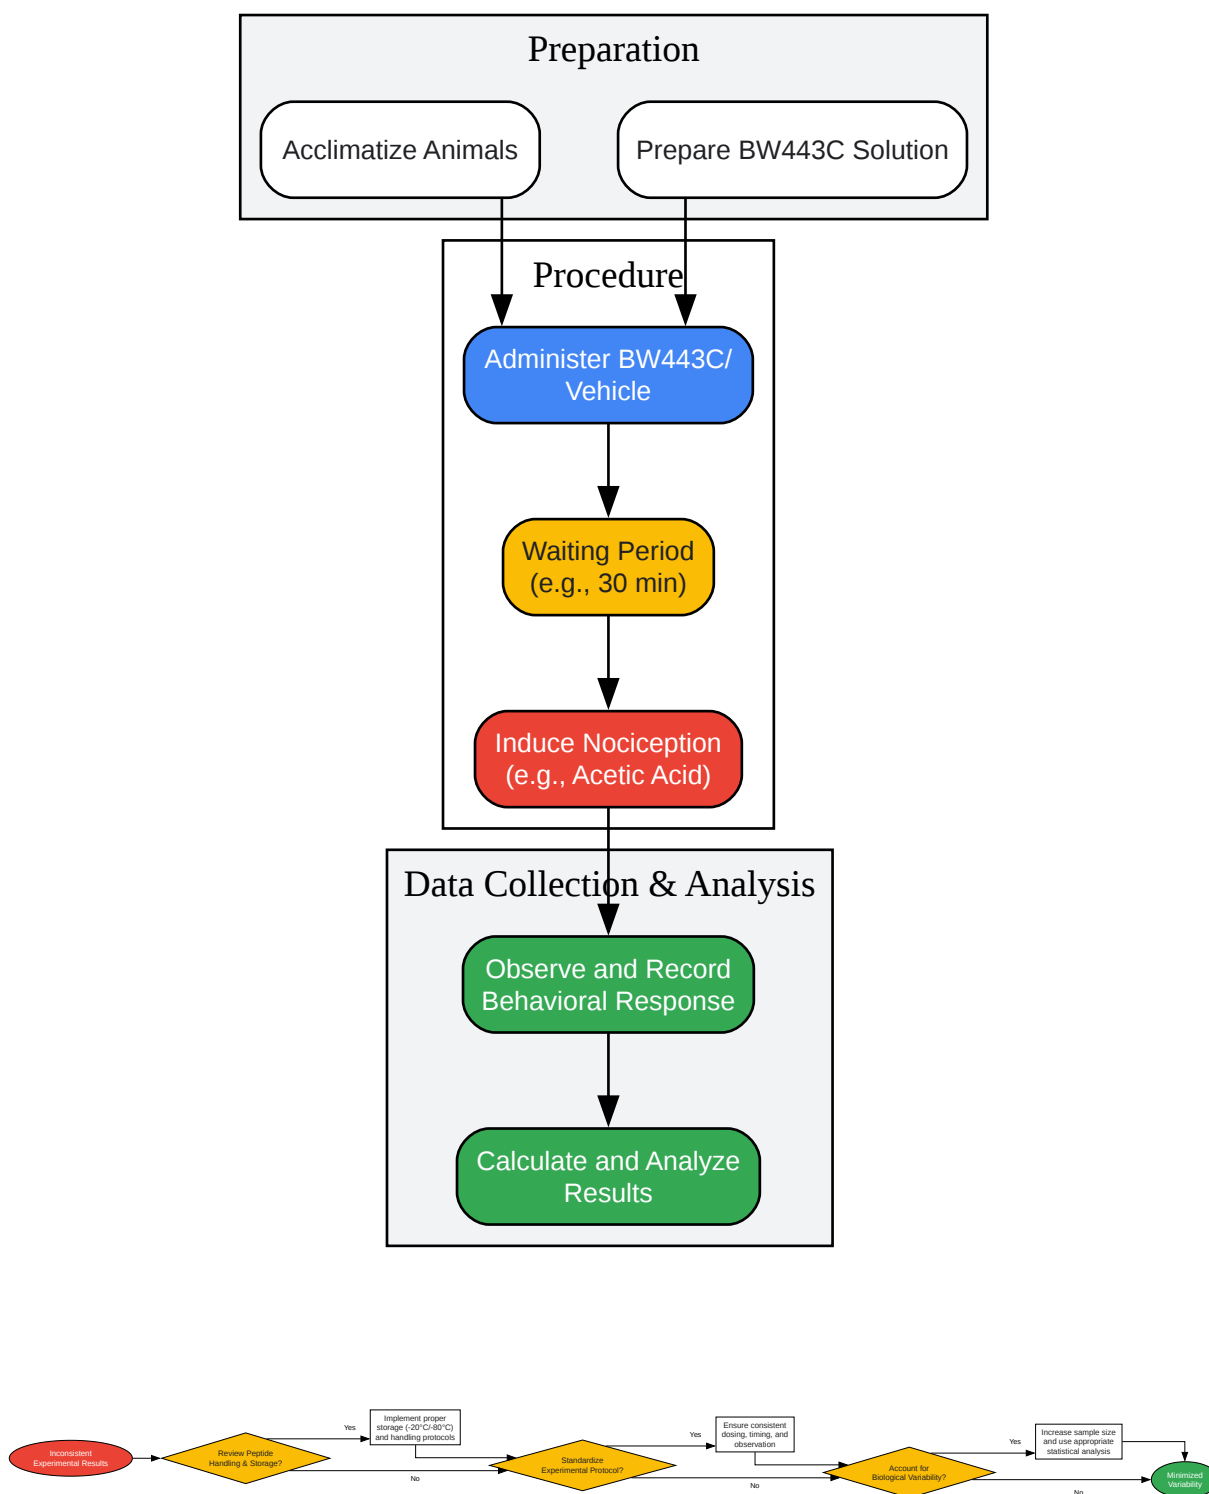 Preparation
Acclimatize Animals
Prepare BW443C Solution
Procedure
Administer BW443C/
Vehicle
Waiting Period
(e.g., 30 min)
Induce Nociception
(e.g., Acetic Acid)
Data Collection & Analysis
Observe and Record
Behavioral Response
Calculate and Analyze
Results
Inconsistent
Experimental Results
Review Peptide
Handling & Storage?
Yes
Implement proper
storage (-20°C/-80°C)
and handling protocols
No
Standardize
Experimental Protocol?
Yes
Ensure consistent
dosing, timing, and
observation
No
Account for
Biological Variability?
Yes
Increase sample size
and use appropriate
statistical analysis
No
Minimized
Variability